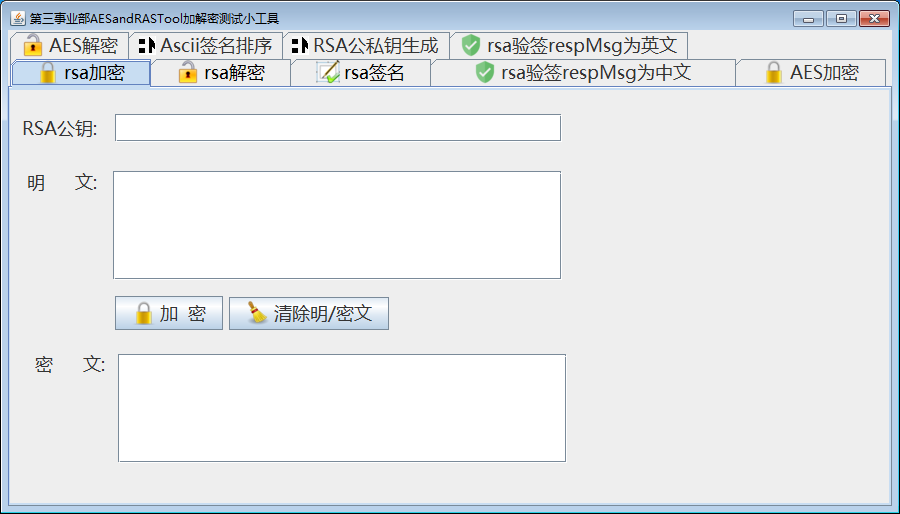 第三事业部AESandRASTool加解密测试小工具
AES解密 Ascii签名排序 RSA公私钥生成 rsa验签respMsg为英文
rsa加密 rsa解密 rsa签名 rsa验签respMsg为中文 AES加密
RSA公钥:
明 文:
加 密 清除明/密文
密 文: